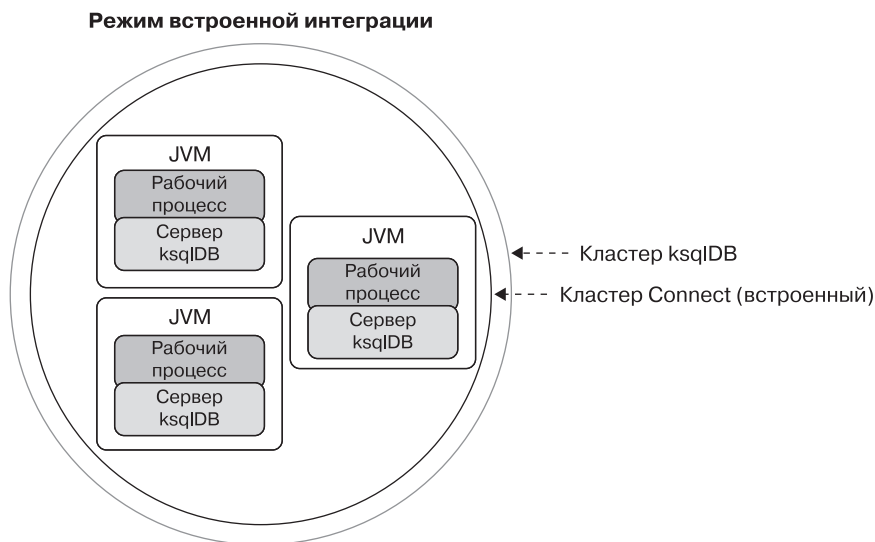 Режим встроенной интеграции
JVM
Рабочий
процесс
Сервер
ksqlDB
JVM
Рабочий
процесс
Сервер
ksqlDB
JVM
Рабочий
процесс
Сервер
ksqlDB
Кластер ksqlDB
Кластер Connect (встроенный)